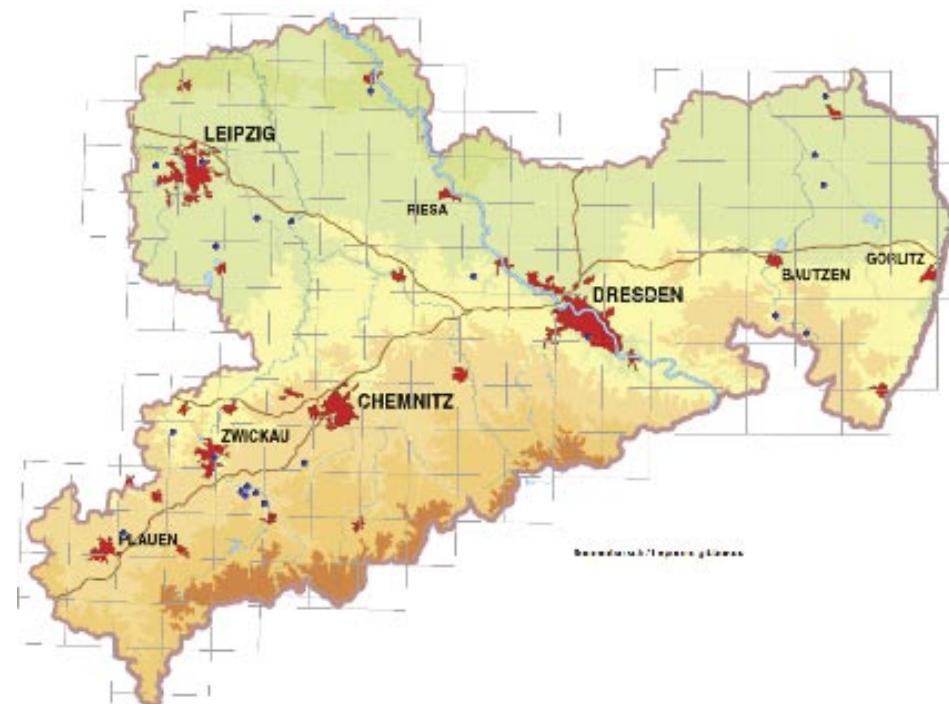 LEIPZIG
RIESA
DRESDEN
BAUTZEN
GÖRLITZ
CHEMNITZ
ZWICKAU
PLAUEN